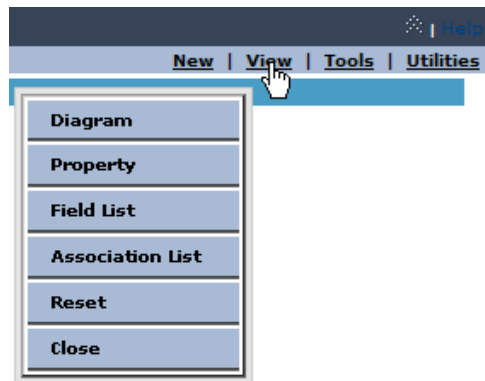 | Help
New | View | Tools | Utilities
Diagram
Property
Field List
Association List
Reset
Close